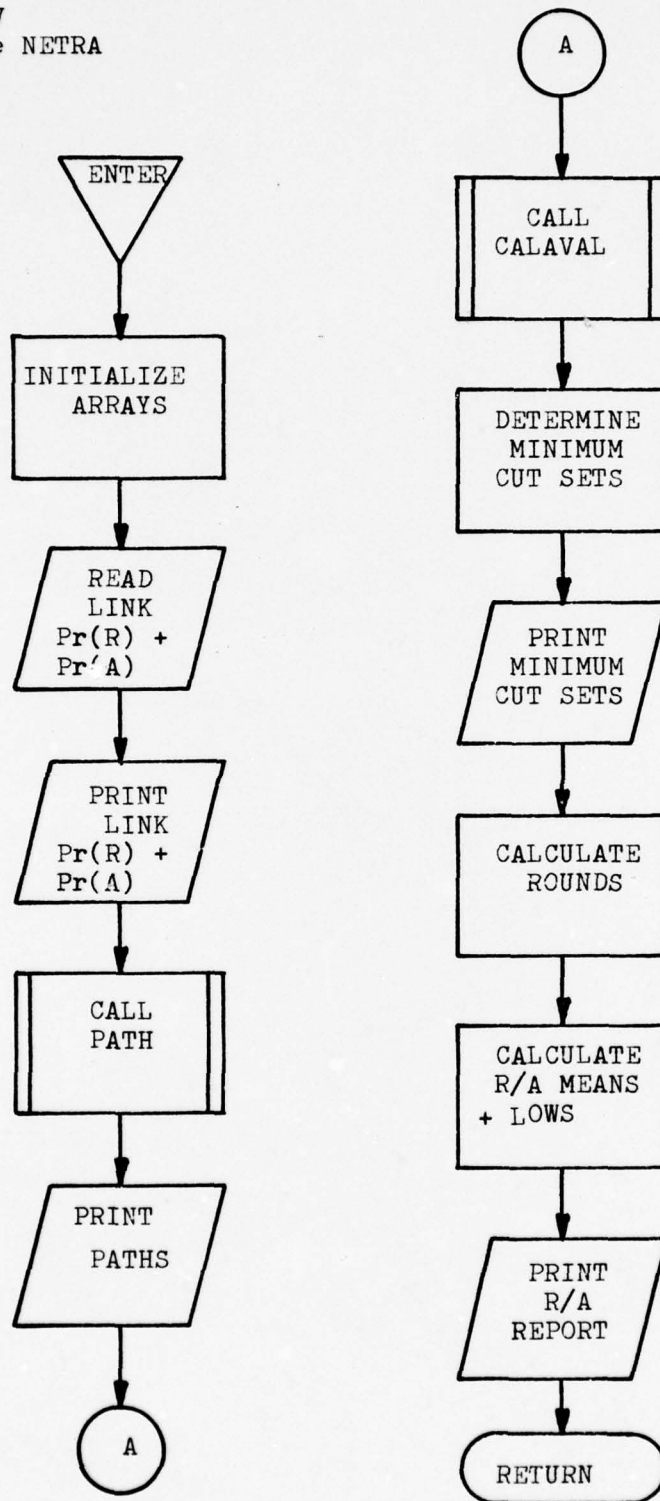 NETRA
ENTER
INITIALIZE
ARRAYS
READ
LINK
Pr(R) +
Pr(A)
PRINT
LINK
Pr(R) +
Pr(A)
CALL
PATH
PRINT
PATHS
A
A
CALL
CALAVAL
DETERMINE
MINIMUM
CUT SETS
PRINT
MINIMUM
CUT SETS
CALCULATE
ROUNDS
CALCULATE
R/A MEANS
+ LOWS
PRINT
R/A
REPORT
RETURN